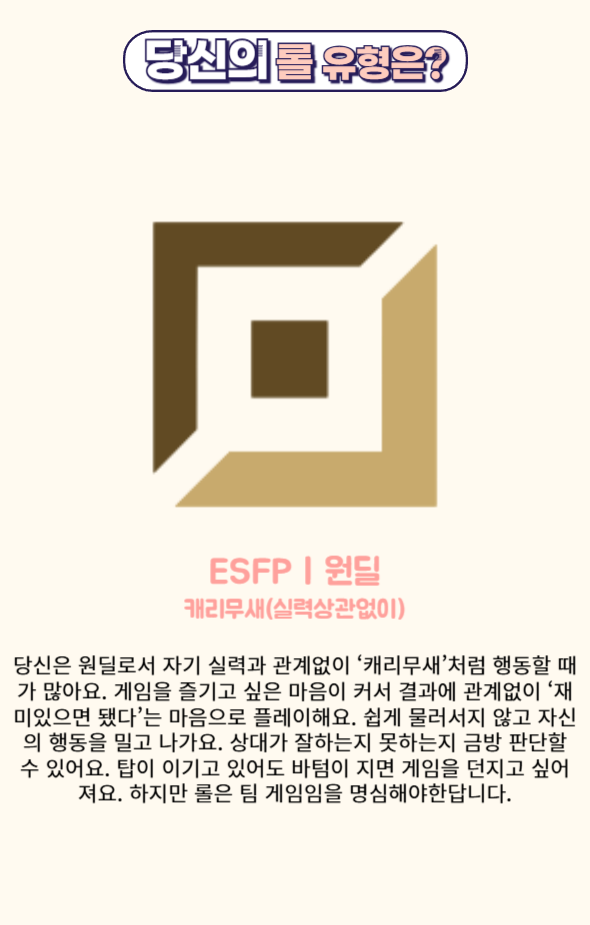 당신의 롤 유형은?
ESFP | 원딜
캐리무새(실력상관없이)
당신은 원딜로서 자기 실력과 관계없이 ‘캐리무새’처럼 행동할 때
가 많아요. 게임을 즐기고 싶은 마음이 커서 결과에 관계없이 ‘재
미있으면 됐다’는 마음으로 플레이해요. 쉽게 물러서지 않고 자신
의 행동을 밀고 나가요. 상대가 잘하는지 못하는지 금방 판단할
수 있어요. 탑이 이기고 있어도 바텀이 지면 게임을 던지고 싶어
져요. 하지만 롤은 팀 게임임을 명심해야한답니다.